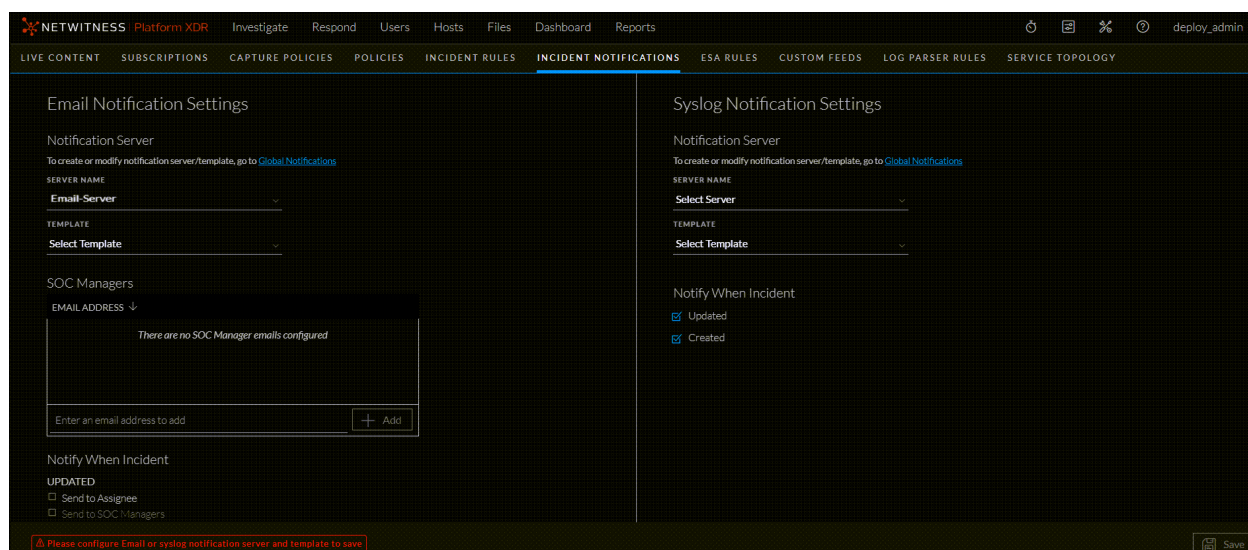 NETWITNESS Platform XDR Investigate Respond Users Hosts Files Dashboard Reports deploy_admin
LIVE CONTENT SUBSCRIPTIONS CAPTURE POLICIES POLICIES INCIDENT RULES INCIDENT NOTIFICATIONS ESA RULES CUSTOM FEEDS LOG PARSER RULES SERVICE TOPOLOGY
Email Notification Settings
Notification Server
To create or modify notification server/template, go to Global Notifications
SERVER NAME
Email-Server
TEMPLATE
Select Template
SOC Managers
EMAIL ADDRESS
There are no SOC Manager emails configured
Enter an email address to add
Add
Notify When Incident
UPDATED
Send to Assignee
Send to SOC Managers
Syslog Notification Settings
Notification Server
To create or modify notification server/template, go to Global Notifications
SERVER NAME
Select Server
TEMPLATE
Select Template
Notify When Incident
Updated
Created
Please configure Email or syslog notification server and template to save
Save